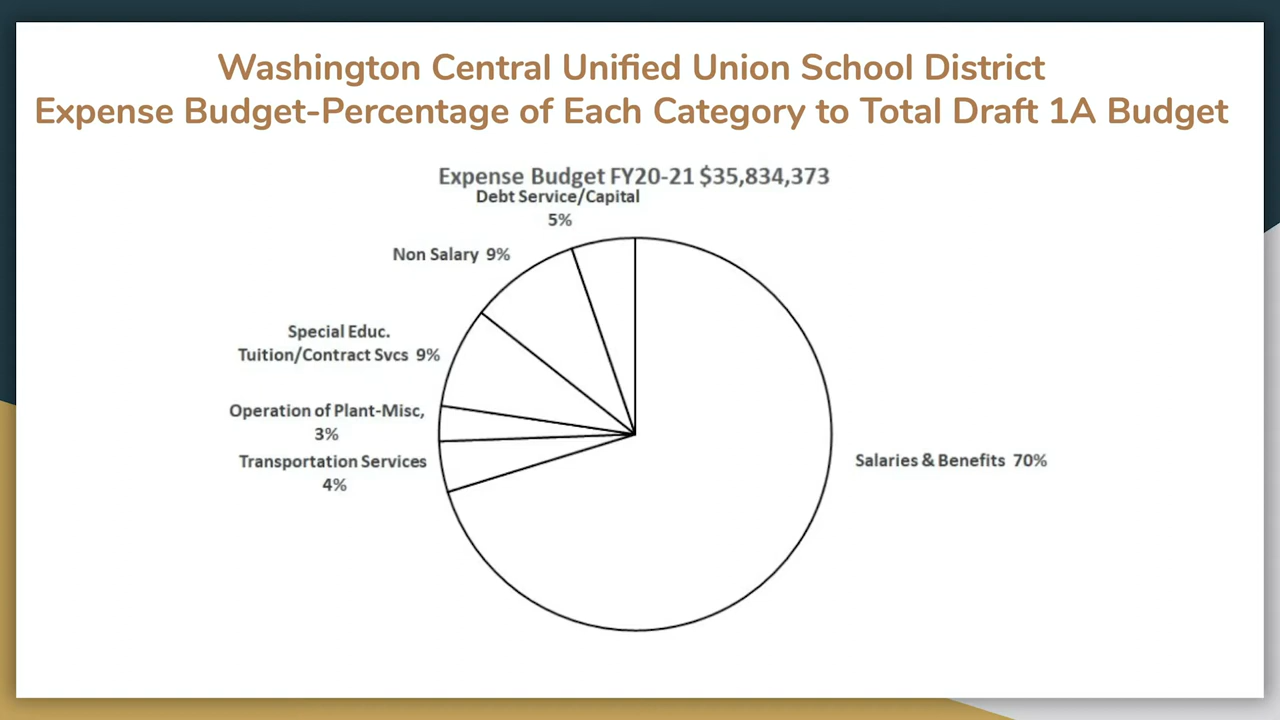 Washington Central Unified Union School District
Expense Budget-Percentage of Each Category to Total Draft 1A Budget
Expense Budget FY20-21 $35,834,373
Debt Service/Capital
5%
Non Salary 9%
Special Educ.
Tuition/Contract Svcs 9%
Operation of Plant-Misc,
3%
Transportation Services
4%
Salaries & Benefits 70%